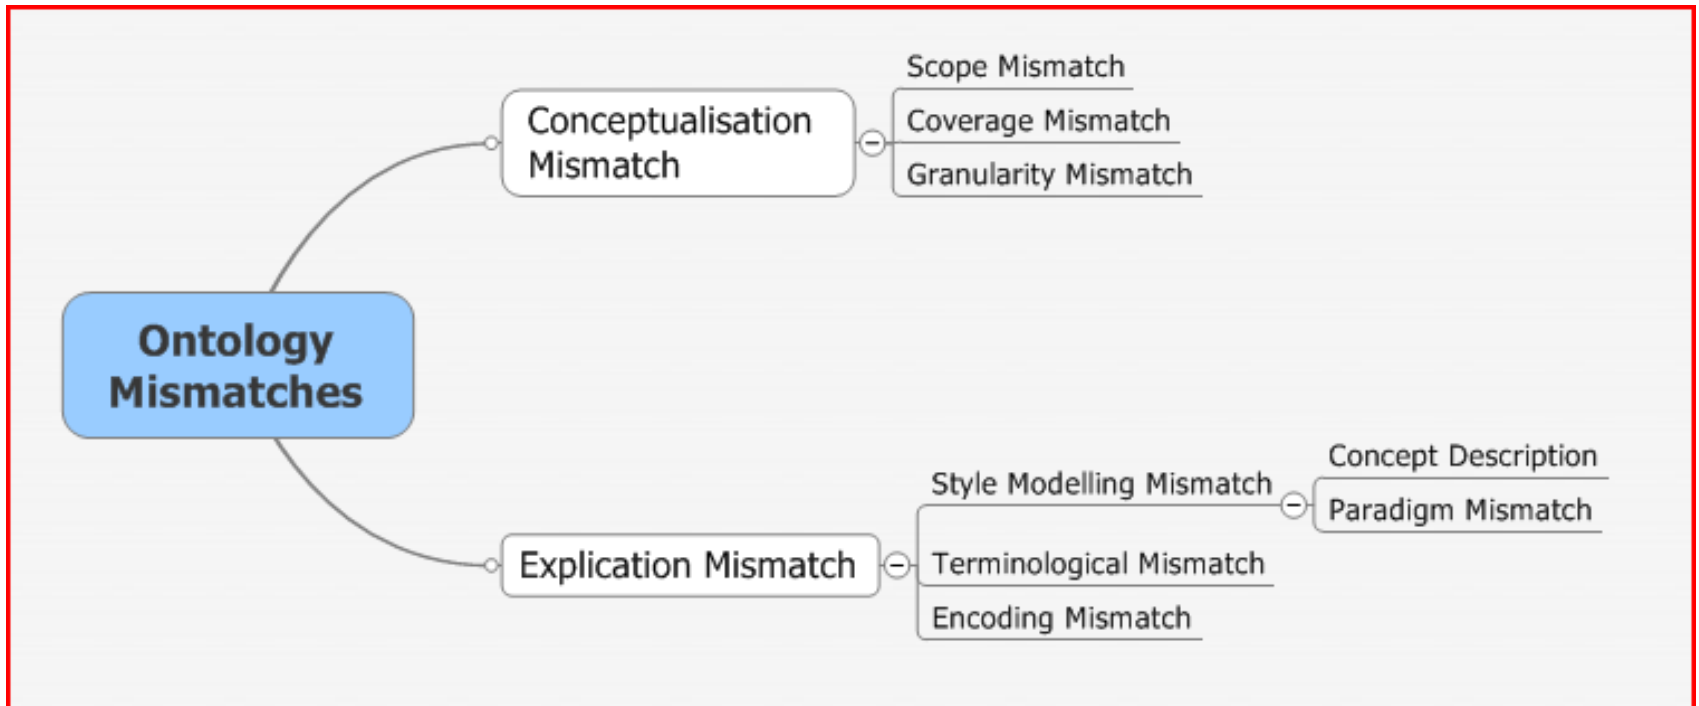 Ontology
Mismatches
Conceptualisation
Mismatch
Scope Mismatch
Coverage Mismatch
Granularity Mismatch
Explication Mismatch
Style Modelling Mismatch
Concept Description
Paradigm Mismatch
Terminological Mismatch
Encoding Mismatch